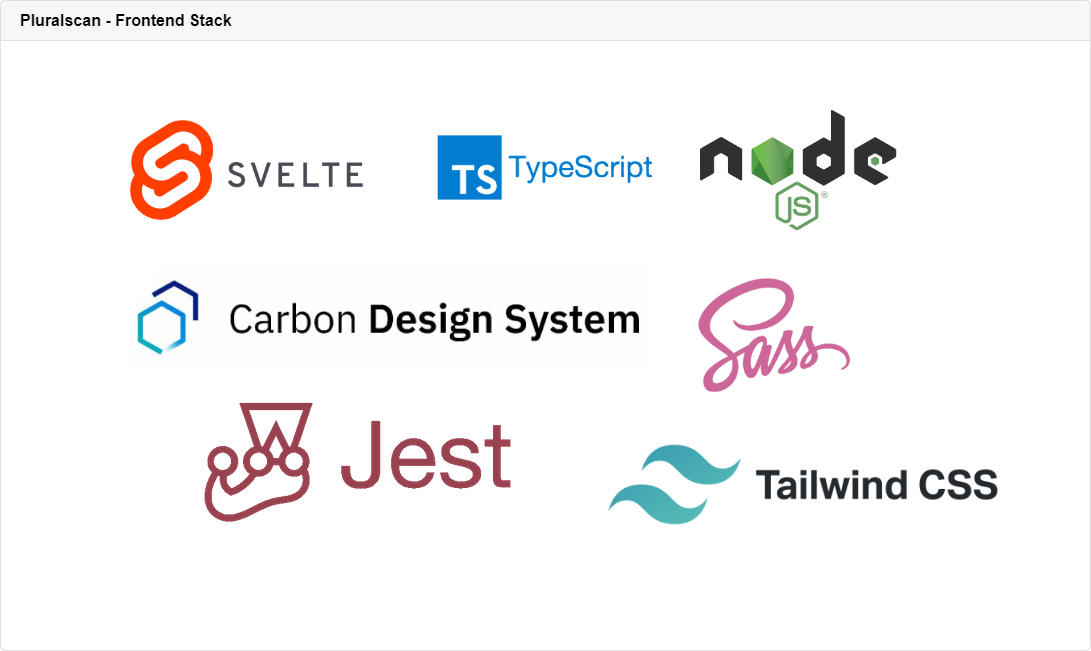 Pluralscan - Frontend Stack
SVELTE
TS TypeScript
node
JS ®
Carbon Design System
Sass
Jest
Tailwind CSS